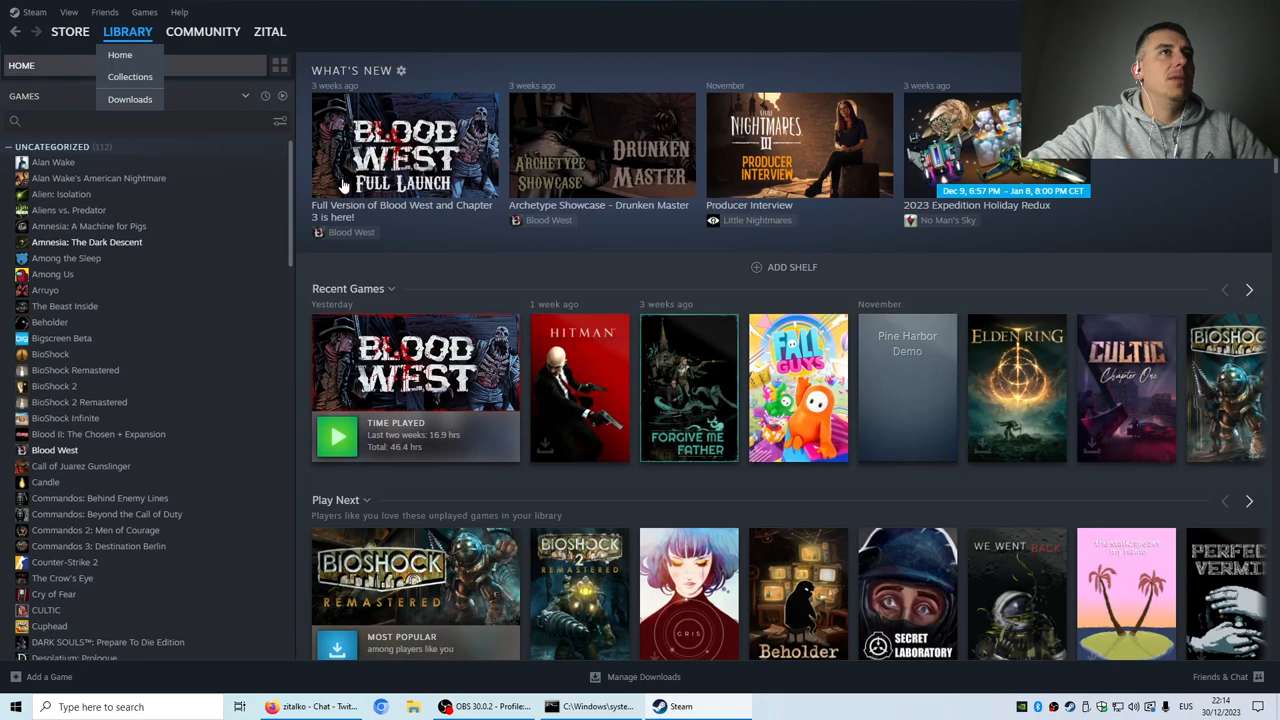 Steam View Friends Games Help
STORE LIBRARY COMMUNITY ZITAL
Home
Collections
Downloads
HOME
GAMES
UNCATEGORIZED (112)
Alan Wake
Alan Wake's American Nightmare
Alien: Isolation
Aliens vs. Predator
Amnesia: A Machine for Pigs
Amnesia: The Dark Descent
Among the Sleep
Among Us
Arruyo
The Beast Inside
Beholder
Bigscreen Beta
BioShock
BioShock Remastered
BioShock 2
BioShock 2 Remastered
BioShock Infinite
Blood II: The Chosen + Expansion
Blood West
Call of Juarez Gunslinger
Candle
Commandos: Behind Enemy Lines
Commandos: Beyond the Call of Duty
Commandos 2: Men of Courage
Commandos 3: Destination Berlin
Counter-Strike 2
The Crow's Eye
Cry of Fear
CULTIC
Cuphead
DARK SOULS™: Prepare To Die Edition
Desolatium: Prologue
WHAT'S NEW
3 weeks ago
BLOOD
WEST
FULL LAUNCH
Full Version of Blood West and Chapter
3 is here!
Blood West
ARCHETYPE
SHOWCASE
DRUNKEN
MASTER
Archetype Showcase - Drunken Master
Blood West
November
LITTLE
NIGHTMARES
III
PRODUCER
INTERVIEW
Producer Interview
Little Nightmares
3 weeks ago
Dec 9, 6:57 PM - Jan 8, 8:00 PM CET
2023 Expedition Holiday Redux
No Man's Sky
ADD SHELF
Recent Games
Yesterday
BLOOD
WEST
TIME PLAYED
Last two weeks: 16.9 hrs
Total: 46.4 hrs
1 week ago
HITMAN
3 weeks ago
FORGIVE ME
FATHER
FALL
GUYS
November
Pine Harbor
Demo
ELDEN RING
CULTIC
Chapter One
BIOSHOCK
Play Next
Players like you love these unplayed games in your library
BIOSHOCK
REMASTERED
MOST POPULAR
among players like you
BIOSHOCK
REMASTERED
GRIS
Beholder
SECRET
LABORATORY
WE WENT BACK
the static speaks
my name
PERFECT
VERMIN
Add a Game
Manage Downloads
Friends & Chat
Type here to search
zitalko - Chat - Twit...
OBS 30.0.2 - Profile:...
C:\Windows\syste...
Steam
EUS
22:14
30/12/2023